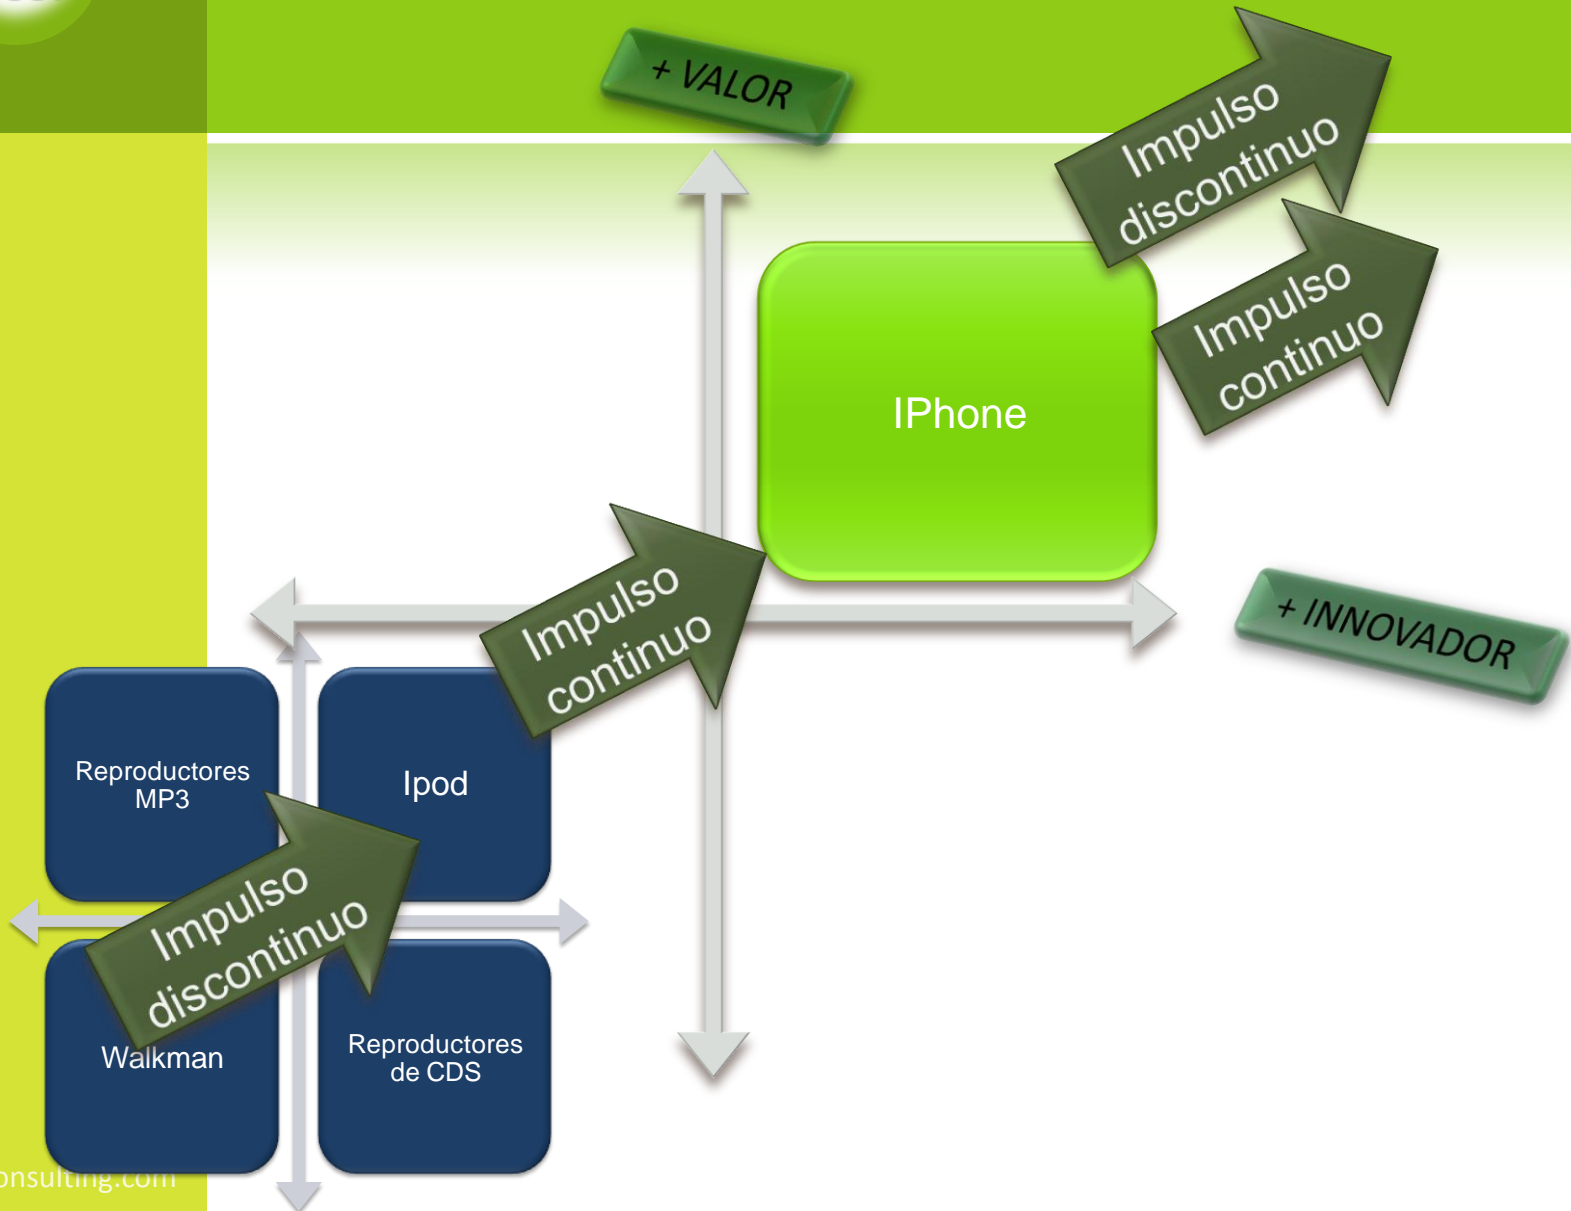 + VALOR
Impulso
discontinuo
Impulso
continuo
IPhone
Impulso
continuo
+ INNOVADOR
Reproductores
MP3
Ipod
Impulso
discontinuo
Walkman
Reproductores
de CDS
onsulting.com